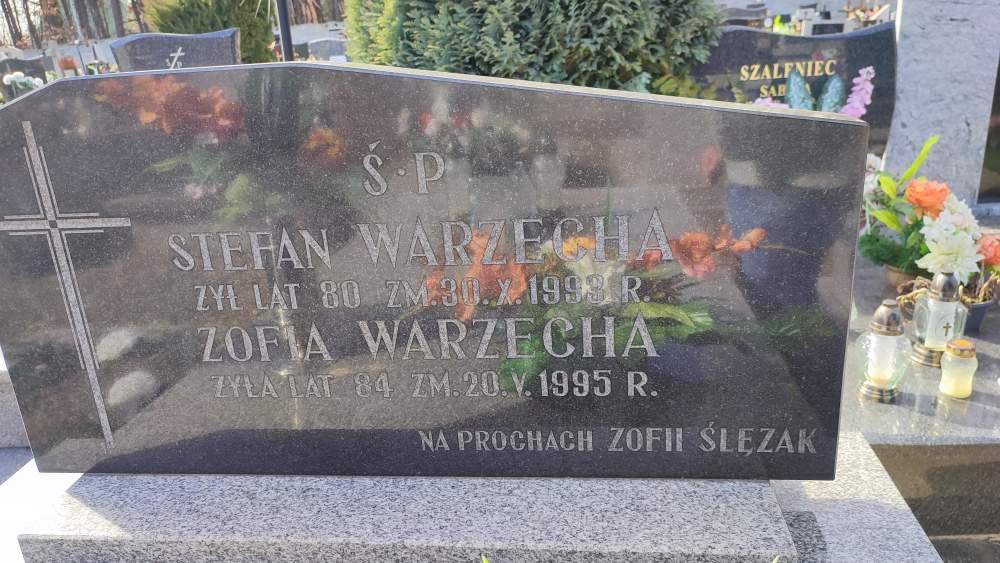 Ś·P
STEFAN WARZECHA
ŻYŁ LAT 80 ZM.30.X.1993 R.
ZOFIA WARZECHA
ŻYŁA LAT 84 ZM.20.V.1995 R.
NA PROCHACH ZOFII ŚLĘZAK
SZALENIEC